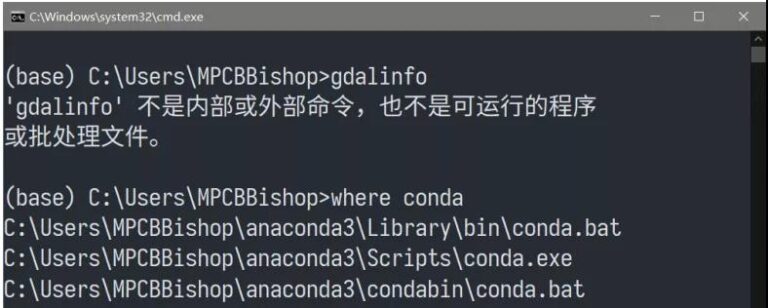 C:\Windows\system32\cmd.exe
(base) C:\Users\MPCBBishop>gdalinfo
'gdalinfo' 不是内部或外部命令，也不是可运行的程序
或批处理文件。
(base) C:\Users\MPCBBishop>where conda
C:\Users\MPCBBishop\anaconda3\Library\bin\conda.bat
C:\Users\MPCBBishop\anaconda3\Scripts\conda.exe
C:\Users\MPCBBishop\anaconda3\condabin\conda.bat